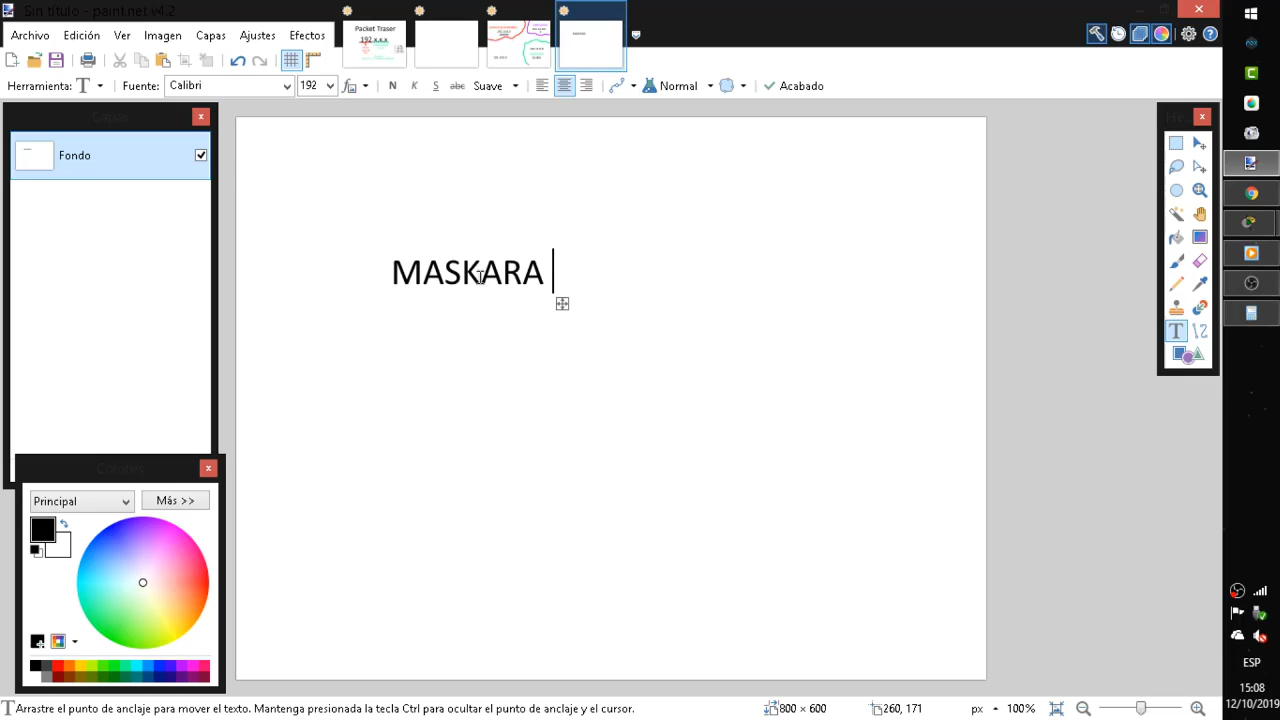 Sin título - paint.net v4.2
Archivo Edición Ver Imagen Capas Ajustes Efectos
Packet Traser
192 x.x.x
Herramienta: T Fuente: Calibri 192 fx N K S abc Suave Normal Acabado
Capas
Fondo
MASKARA
Colores
Principal Más >>
ESP
15:08
12/10/2019
Arrastre el punto de anclaje para mover el texto. Mantenga presionada la tecla Ctrl para ocultar el punto de anclaje y el cursor. 800 × 600 260, 171 px 100%